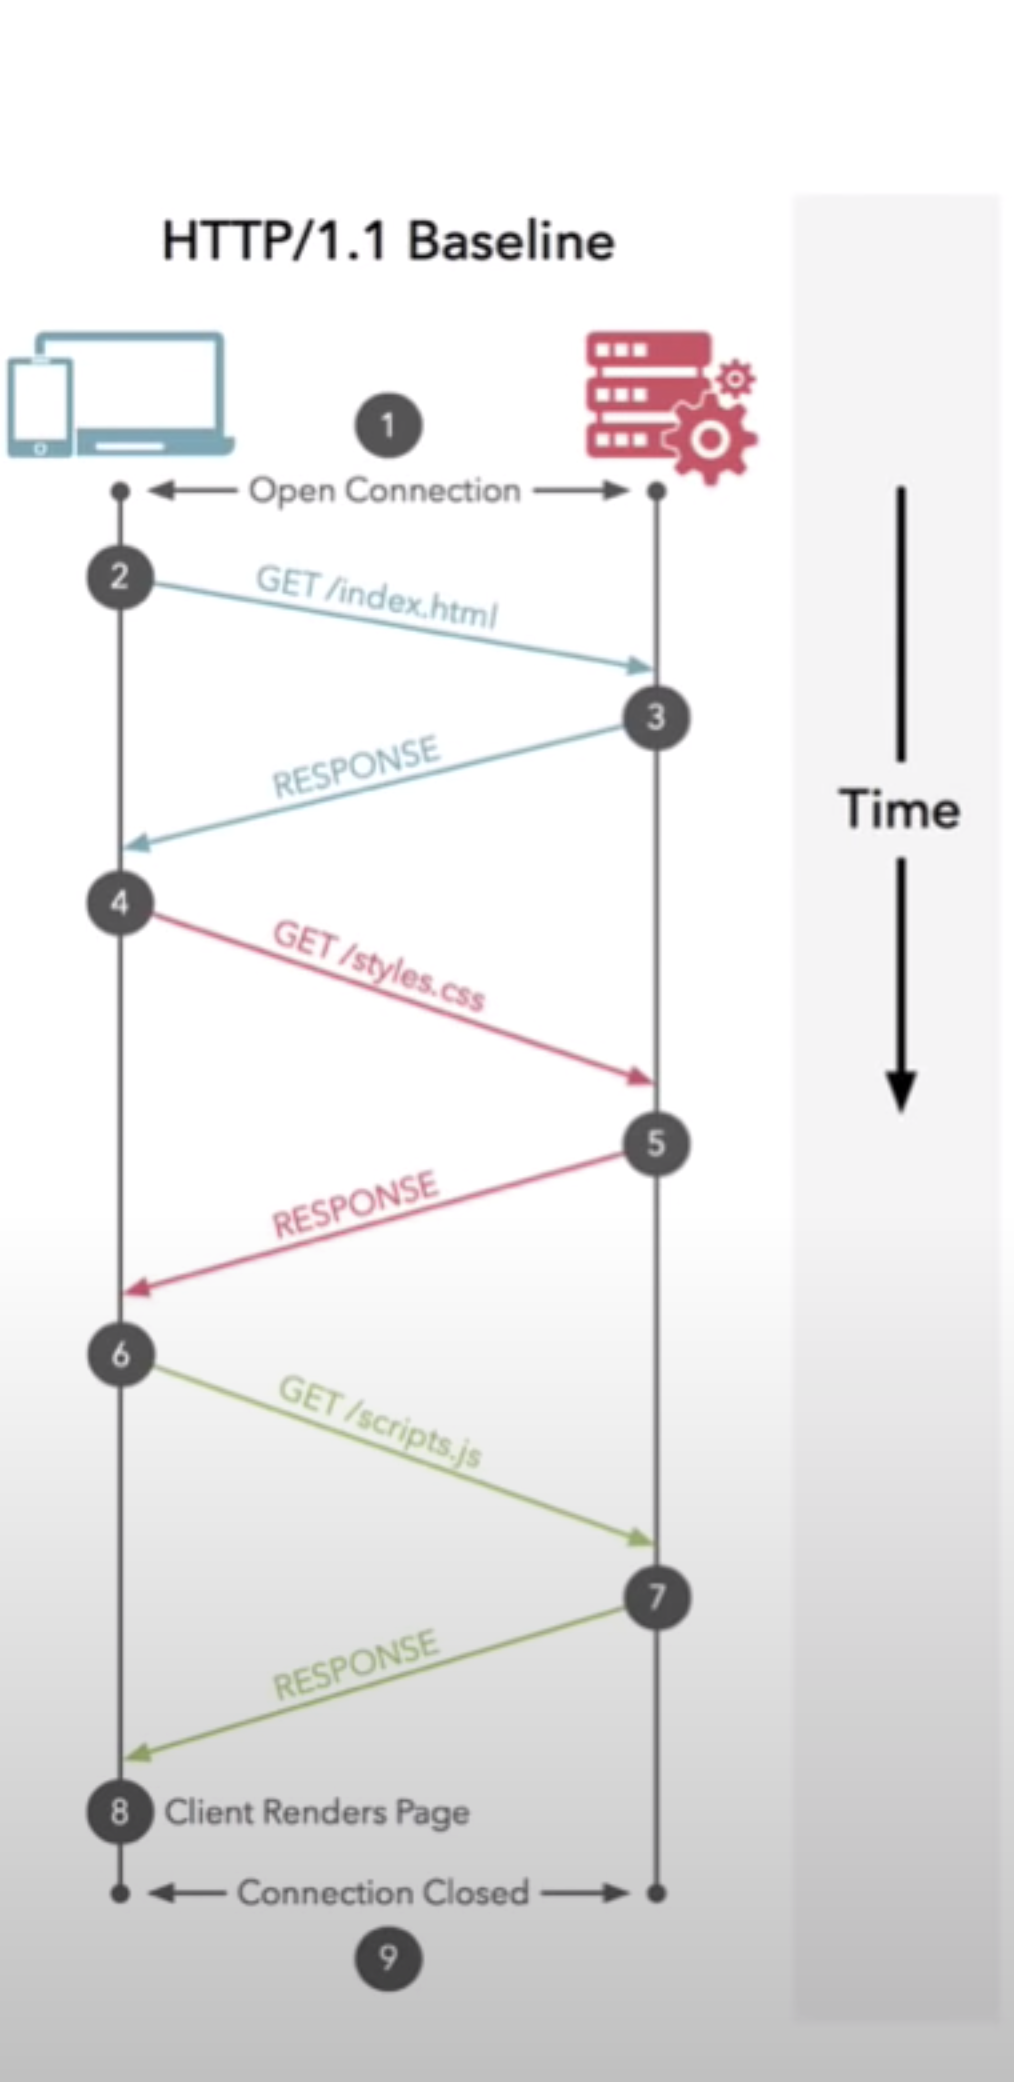 HTTP/1.1 Baseline
1
Open Connection
2
GET /index.html
3
RESPONSE
Time
4
GET /styles.css
5
RESPONSE
6
GET /scripts.js
7
RESPONSE
8 Client Renders Page
Connection Closed
9